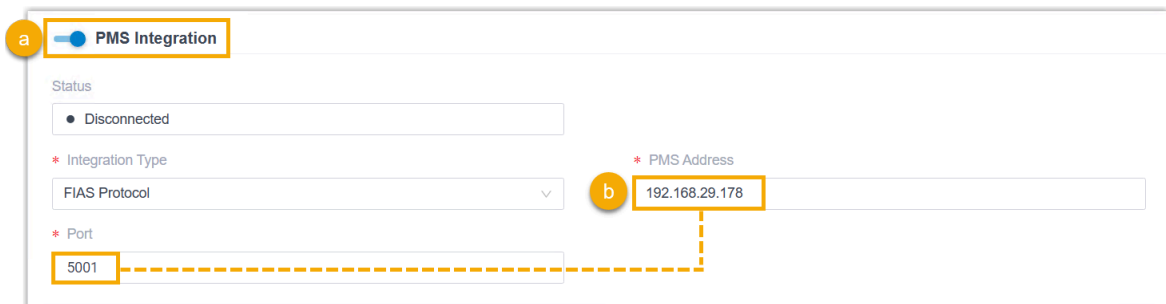 a PMS Integration
Status
Disconnected
* Integration Type
* PMS Address
FIAS Protocol
b 192.168.29.178
* Port
5001